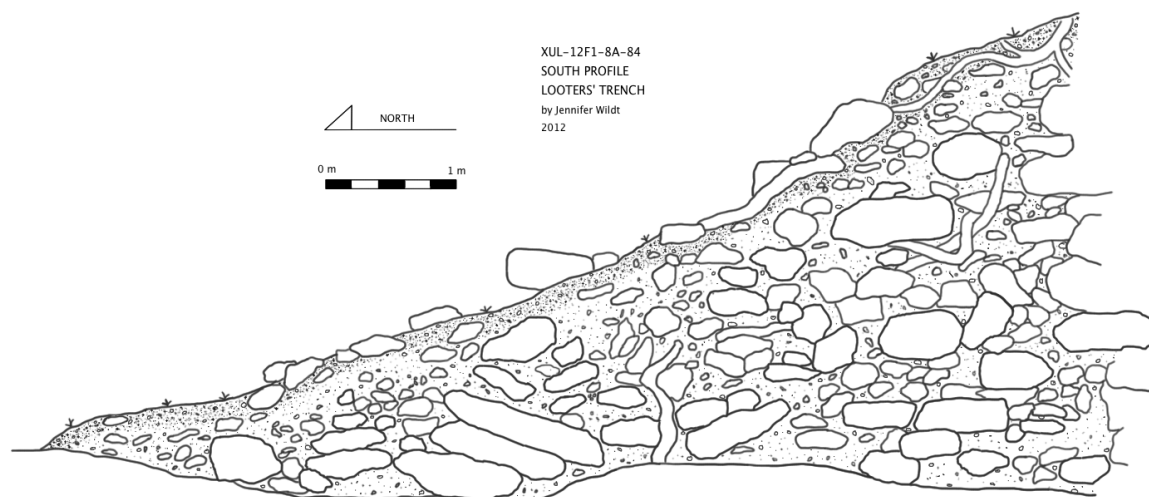 XUL-12F1-8A-84
SOUTH PROFILE
LOOTERS' TRENCH
by Jennifer Wildt
2012
NORTH
0 m 1 m